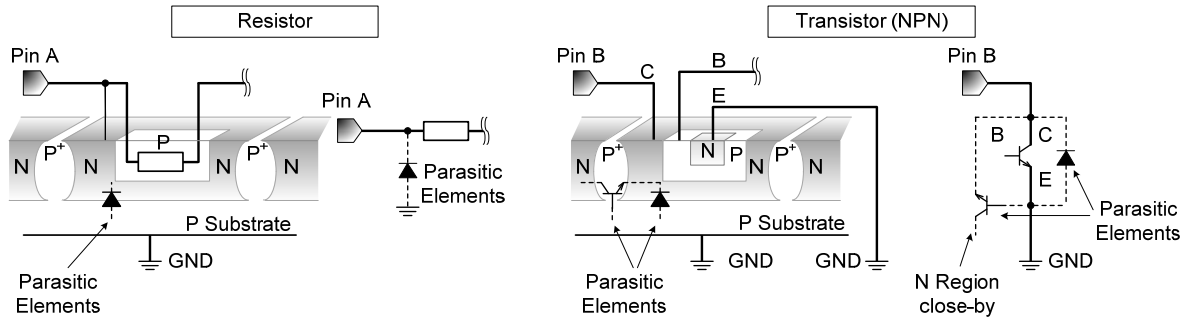 Resistor
Pin A
N
P+
N
P
N
P+
N
Parasitic
Elements
P Substrate
GND
Pin A
Parasitic
Elements
Transistor (NPN)
Pin B
C
B
E
N
P+
N
N
P
N
P+
N
Parasitic
Elements
P Substrate
GND
GND
Pin B
B
C
E
Parasitic
Elements
GND
N Region
close-by